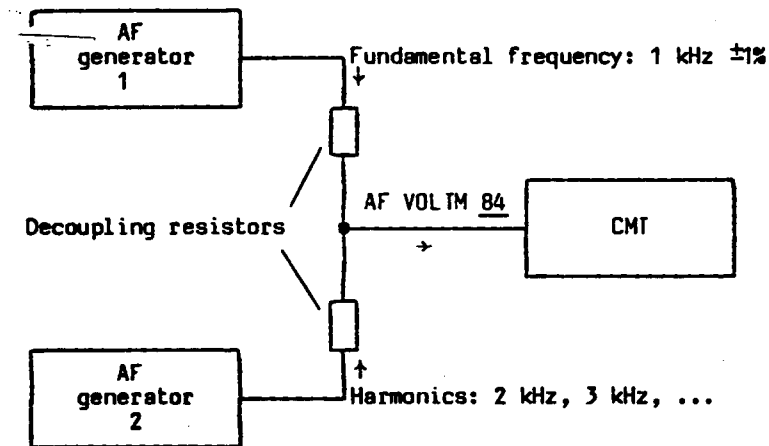 AF
generator
1
Fundamental frequency: 1 kHz ±1%
Decoupling resistors
AF VOLTM 84
CMT
AF
generator
2
Harmonics: 2 kHz, 3 kHz, ...